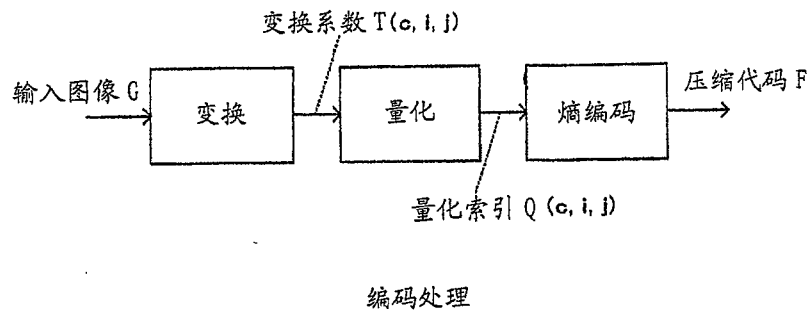 变换系数 T(c, i, j)
输入图像 G
变换
量化
熵编码
压缩代码 F
量化索引 Q (c, i, j)
编码处理